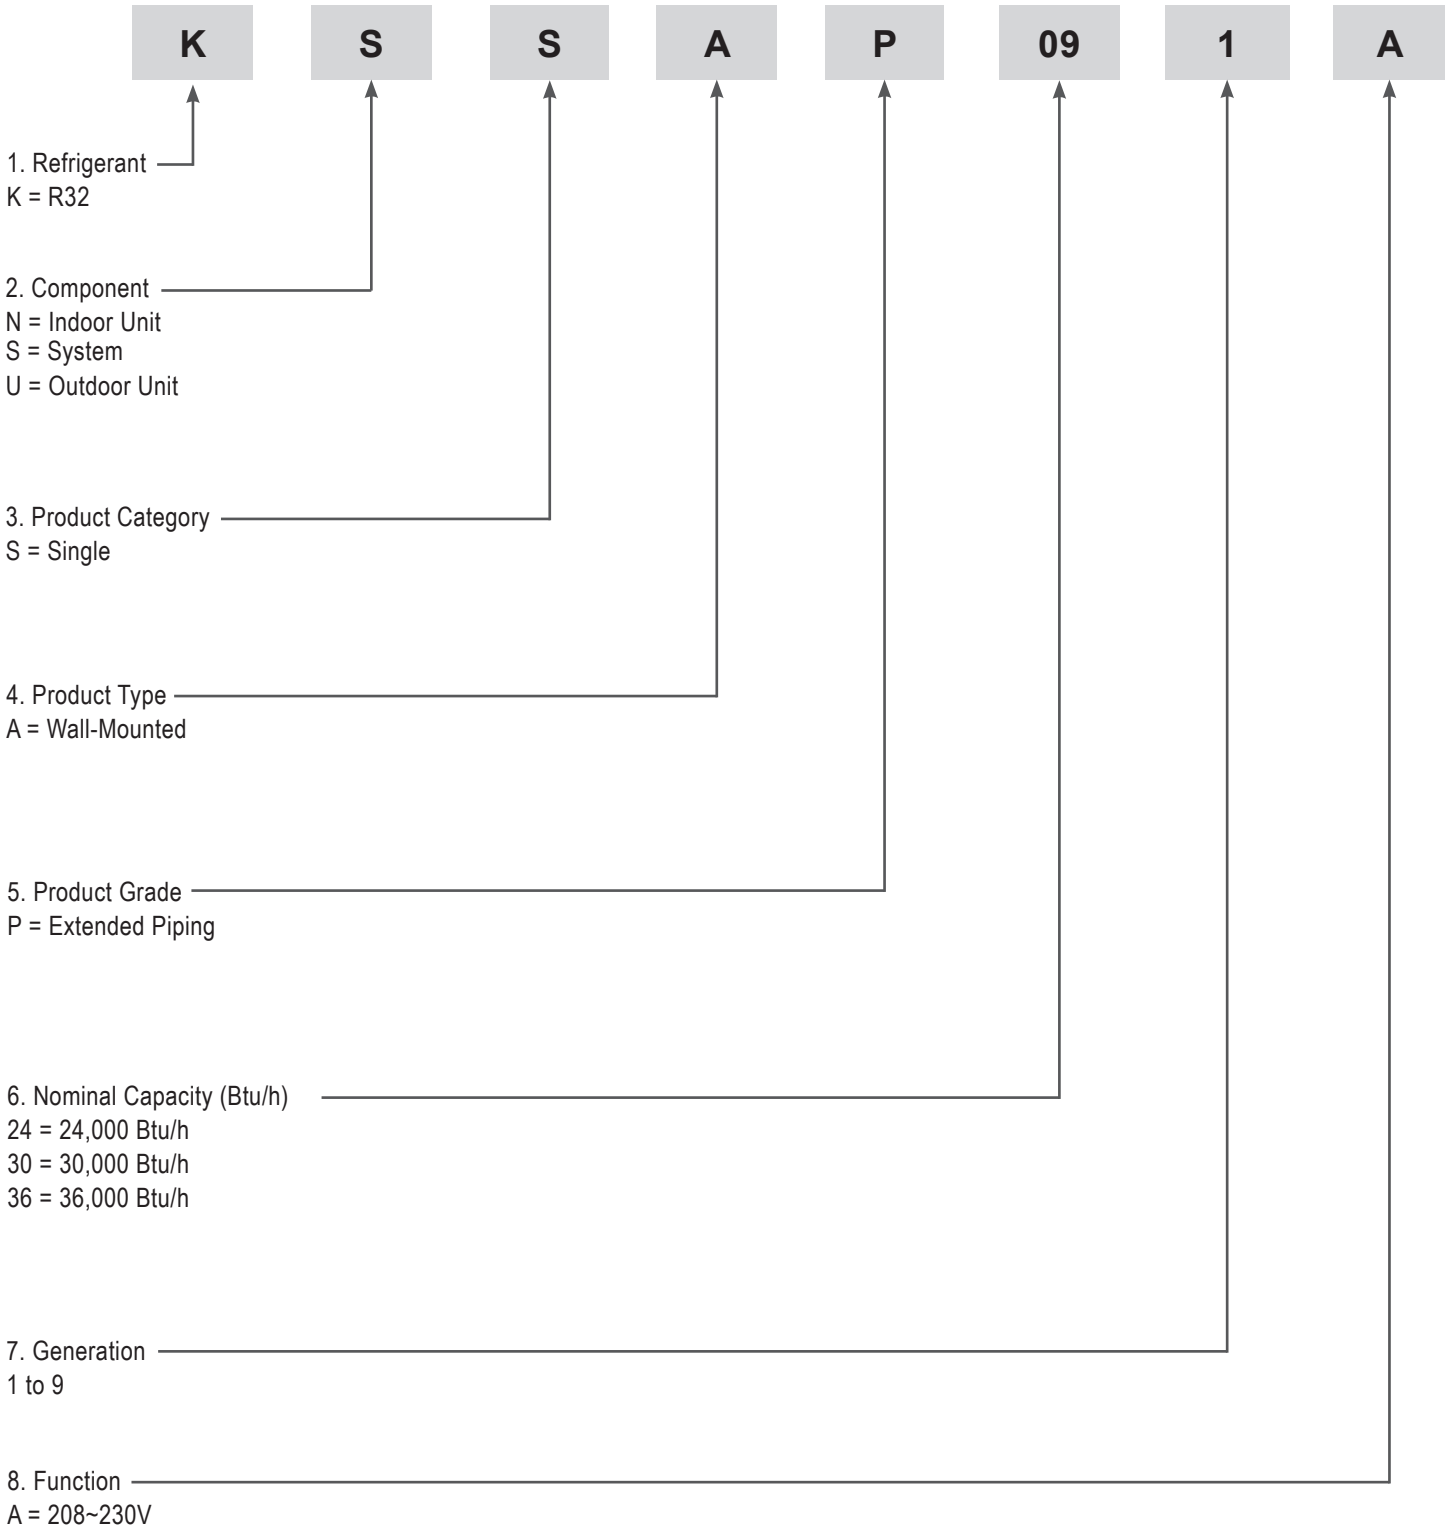 K S S A P 09 1 A
1. Refrigerant
K = R32
2. Component
N = Indoor Unit
S = System
U = Outdoor Unit
3. Product Category
S = Single
4. Product Type
A = Wall-Mounted
5. Product Grade
P = Extended Piping
6. Nominal Capacity (Btu/h)
24 = 24,000 Btu/h
30 = 30,000 Btu/h
36 = 36,000 Btu/h
7. Generation
1 to 9
8. Function
A = 208~230V